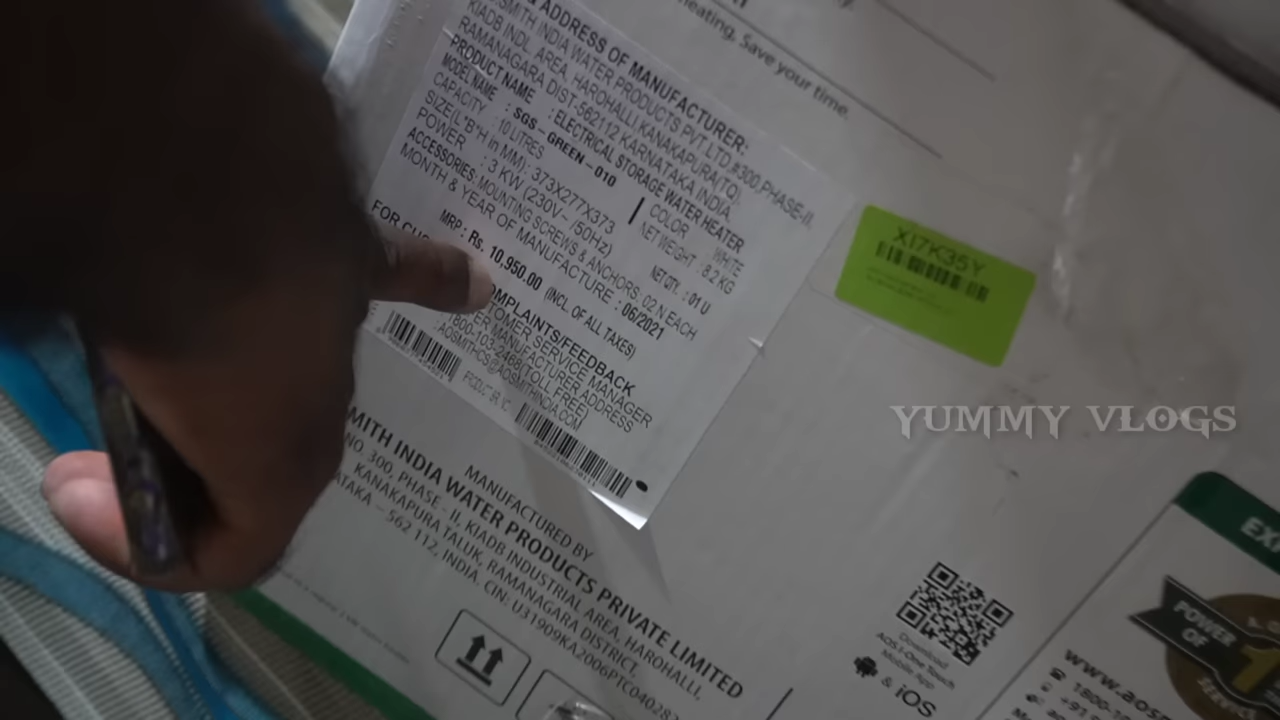 Heating. Save your time.
& ADDRESS OF MANUFACTURER:
SMITH INDIA WATER PRODUCTS PVT LTD,#300,PHASE-II,
KIADB INDL. AREA, HAROHALLI,KANAKAPURA(TQ),
RAMANAGARA DIST-562112 KARNATAKA INDIA.
PRODUCT NAME : ELECTRICAL STORAGE WATER HEATER
MODEL NAME : SGS-GREEN-010 COLOR WHITE
CAPACITY : 10 LITRES NET WEIGHT : 8.2 KG
SIZE(L*B*H in MM): 373X277X373 NET QTY. : 01 U
POWER : 3 KW (230V~ /50Hz)
ACCESSORIES: MOUNTING SCREWS & ANCHORS: 02 N EACH
MONTH & YEAR OF MANUFACTURE : 06/2021
MRP : Rs. 10,950.00 (INCL. OF ALL TAXES)
FOR COMPLAINTS/FEEDBACK
CUSTOMER SERVICE MANAGER
MANUFACTURER ADDRESS
(TOLL FREE)
: AOSMITHCS@AOSMITHINDIA.COM
XI7K35Y
YUMMY VLOGS
MANUFACTURED BY
SMITH INDIA WATER PRODUCTS PRIVATE LIMITED
NO. 300, PHASE - II, KIADB INDUSTRIAL AREA, HAROHALLI,
KANAKAPURA TALUK, RAMANAGARA DISTRICT,
562 112, INDIA. CIN: U31909KA2006PTC04028
Download
AOS i-One Touch
Mobile App
& iOS
POWER
OF
1
www.aos
1800-1
+91